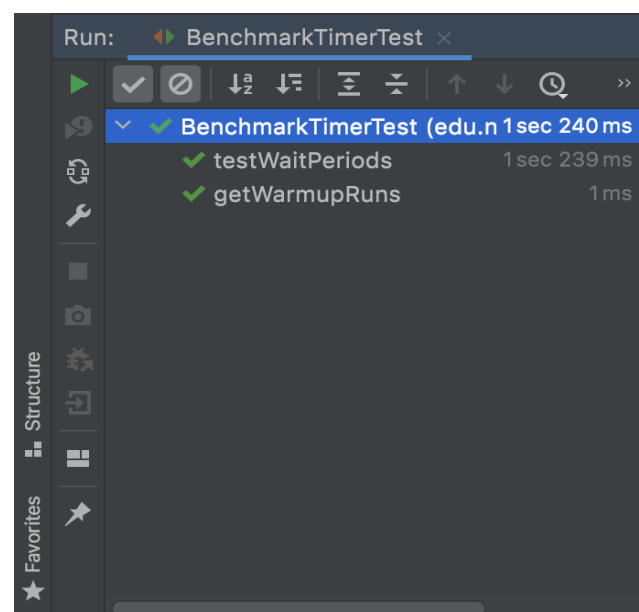 Run: BenchmarkTimerTest
BenchmarkTimerTest (edu.n 1 sec 240 ms
testWaitPeriods 1 sec 239 ms
getWarmupRuns 1 ms
Structure
Favorites